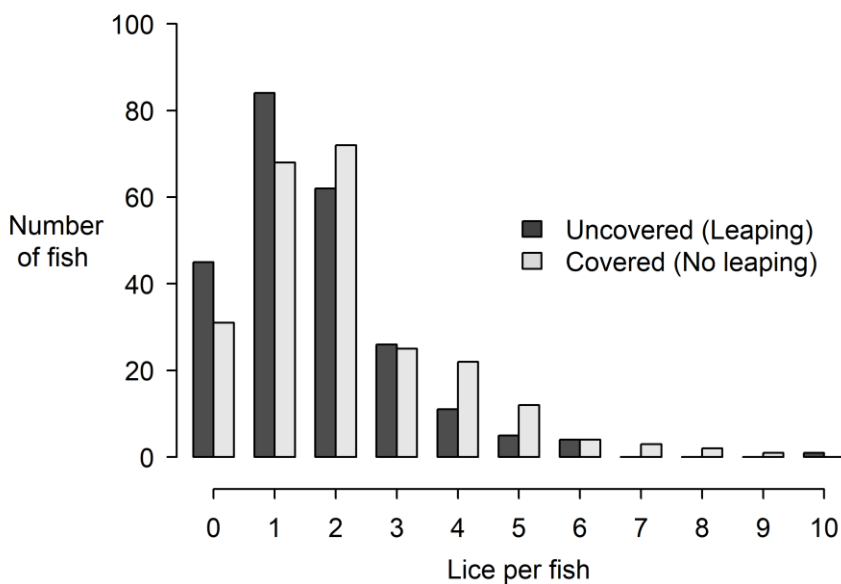 100
80
60
40
20
0
Number
of fish
Uncovered (Leaping)
Covered (No leaping)
0 1 2 3 4 5 6 7 8 9 10
Lice per fish